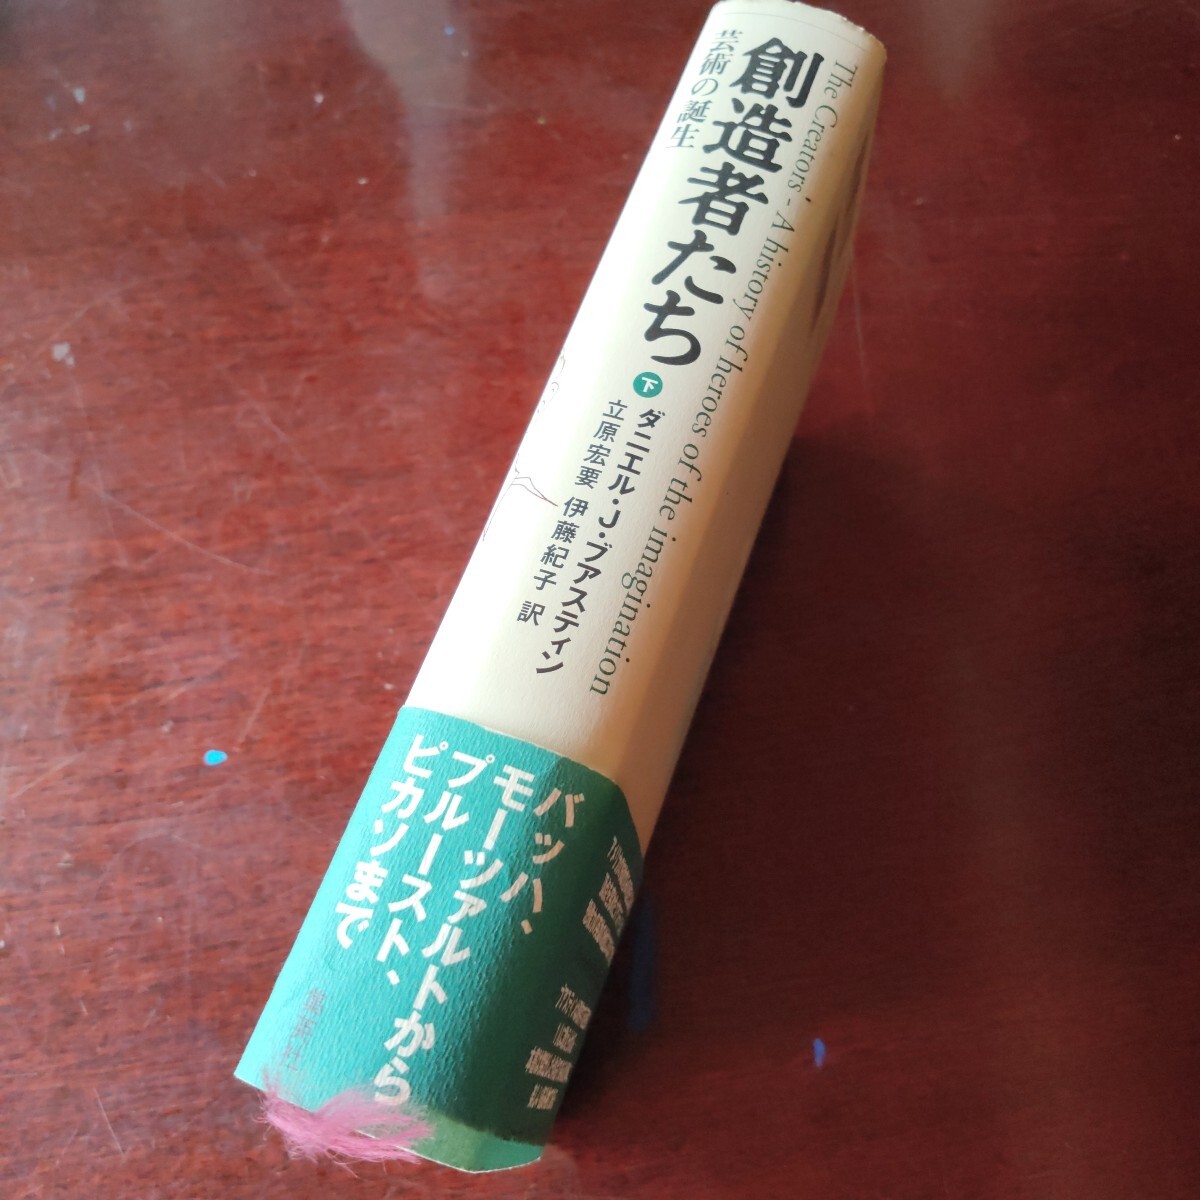 The Creators - A history of heroes of the imagination
創造者たち
芸術の誕生
下
ダニエル・J・ブアスティン
立原宏要 伊藤紀子 訳
バッハ、
モーツァルトから
プルースト、
ピカソまで
集英社